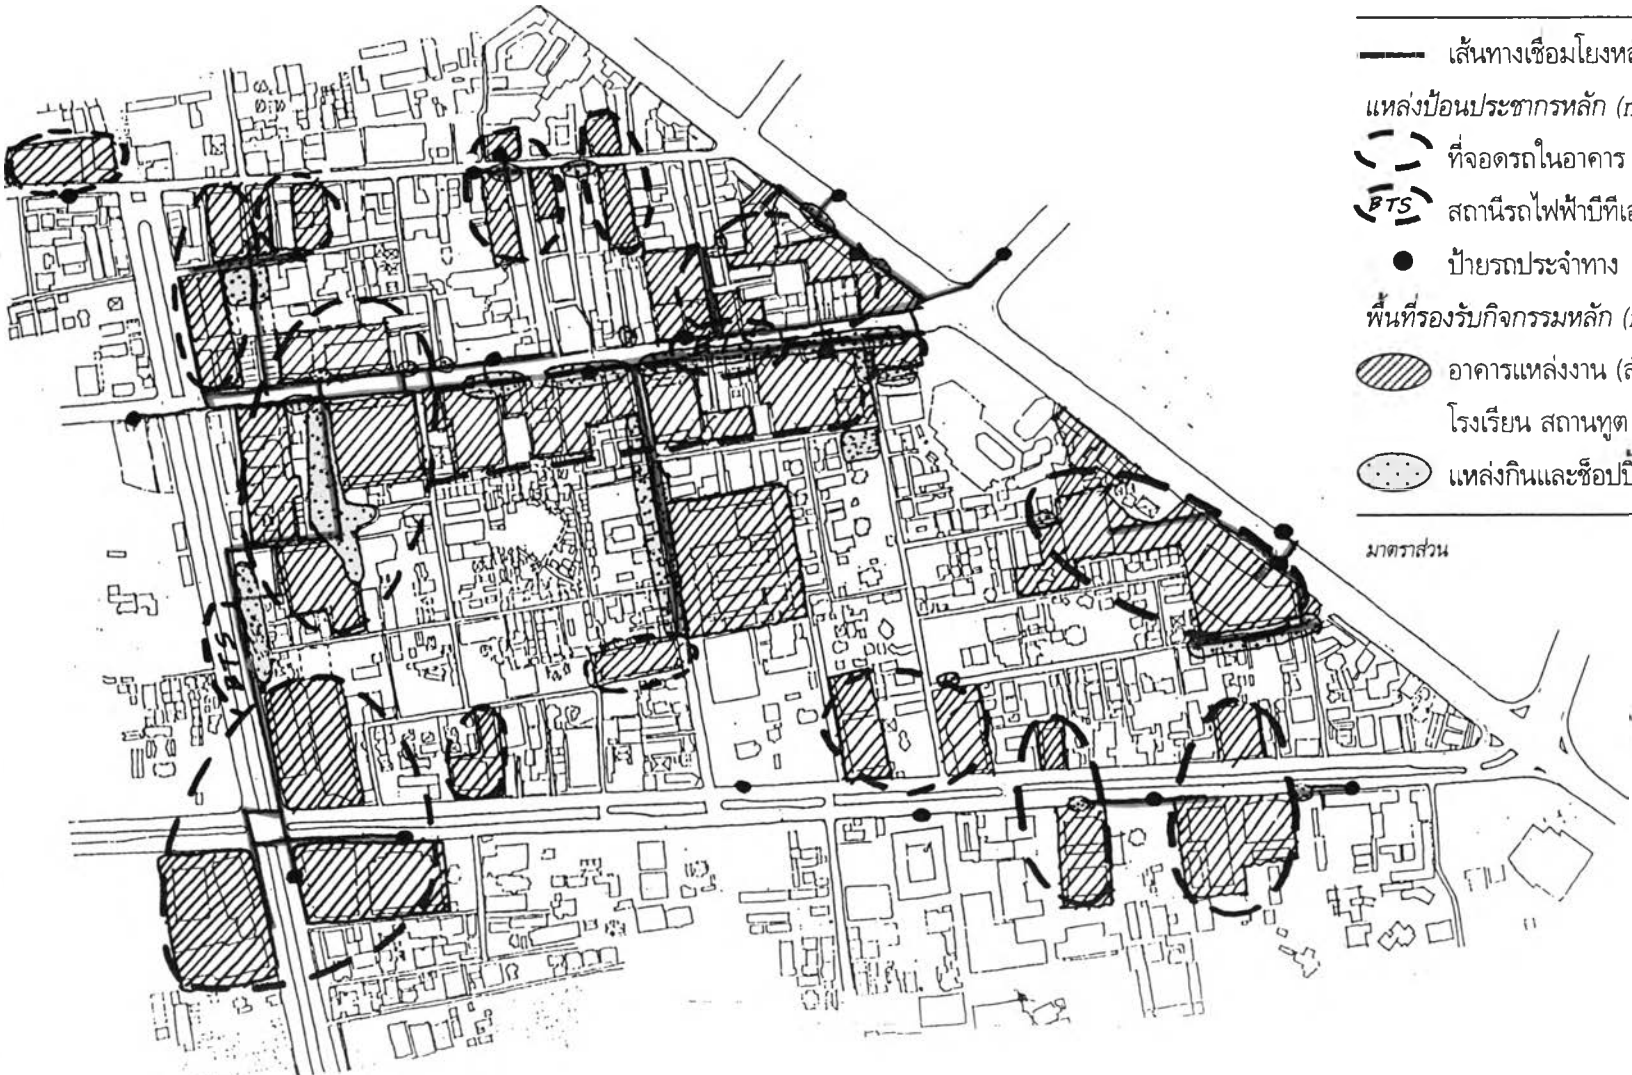 เส้นทางเชื่อมโยงหล
แหล่งป้อนประชากรหลัก
ที่จอดรถในอาคาร
BTS สถานีรถไฟฟ้าบีทีเอ
ป้ายรถประจำทาง
พื้นที่รองรับกิจกรรมหลัก
อาคารแหล่งงาน
โรงเรียน สถานทูต
แหล่งกินและช็อปปิ้
มาตราส่วน
BTS